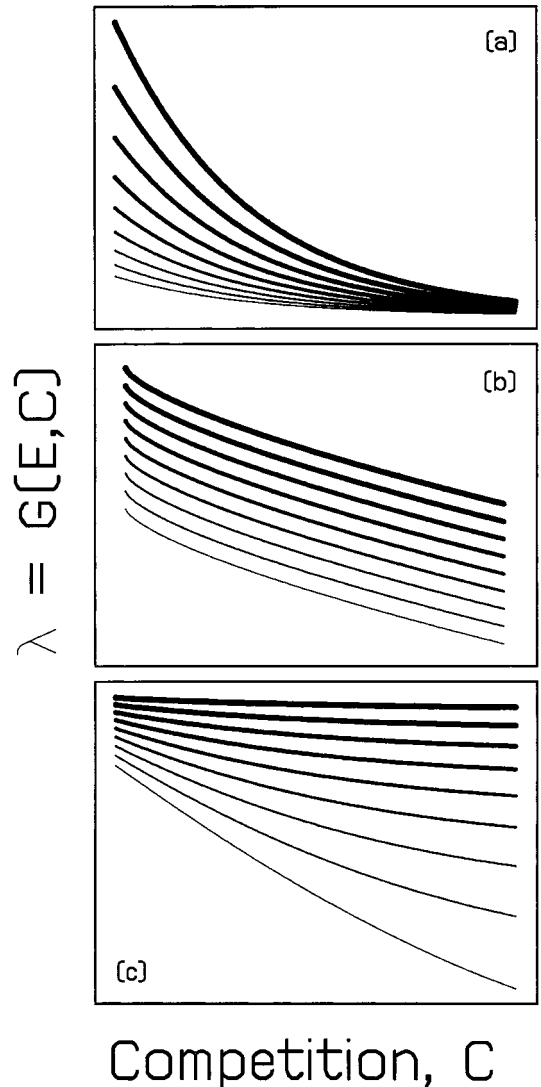 (a)
(b)
λ = G(E,C)
(c)
Competition, C